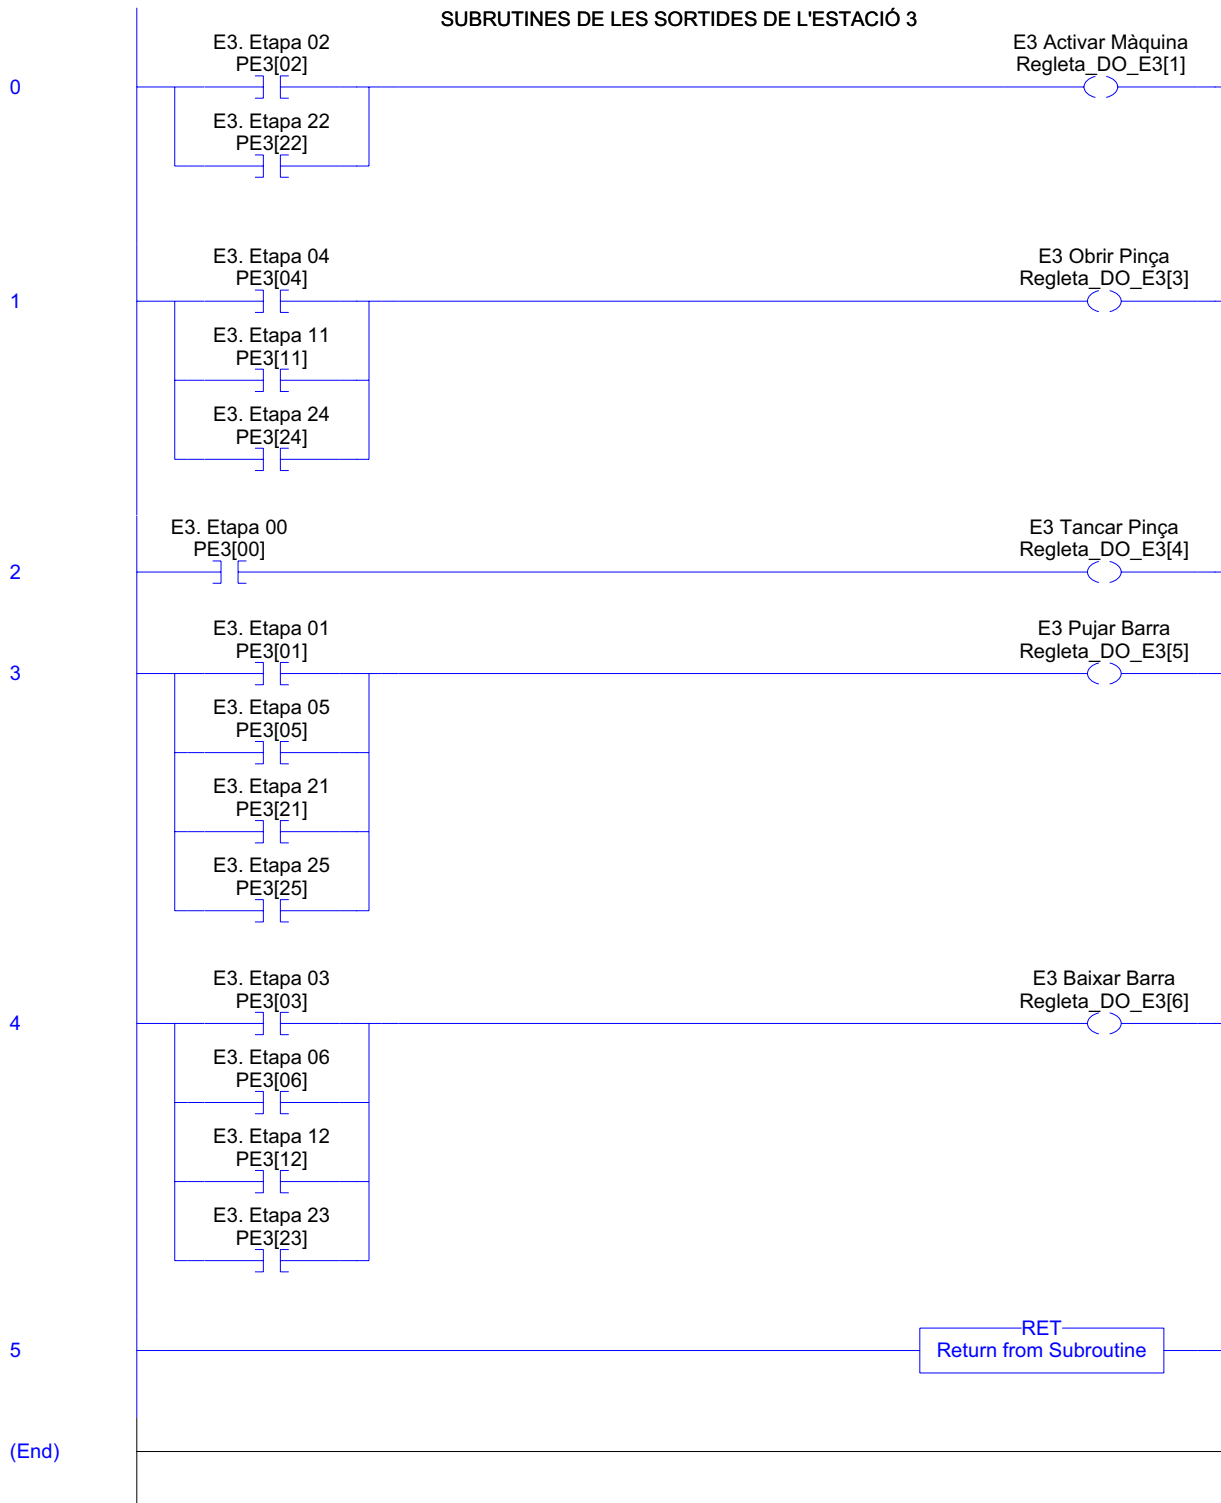 SUBRUTINES DE LES SORTIDES DE L'ESTACIÓ 3
E3. Etapa 02
PE3[02]
E3 Activar Màquina
Regleta_DO_E3[1]
0
E3. Etapa 22
PE3[22]
E3. Etapa 04
PE3[04]
E3 Obrir Pinça
Regleta_DO_E3[3]
1
E3. Etapa 11
PE3[11]
E3. Etapa 24
PE3[24]
E3. Etapa 00
PE3[00]
E3 Tancar Pinça
Regleta_DO_E3[4]
2
E3. Etapa 01
PE3[01]
E3 Pujar Barra
Regleta_DO_E3[5]
3
E3. Etapa 05
PE3[05]
E3. Etapa 21
PE3[21]
E3. Etapa 25
PE3[25]
E3. Etapa 03
PE3[03]
E3 Baixar Barra
Regleta_DO_E3[6]
4
E3. Etapa 06
PE3[06]
E3. Etapa 12
PE3[12]
E3. Etapa 23
PE3[23]
RET
5
Return from Subroutine
(End)